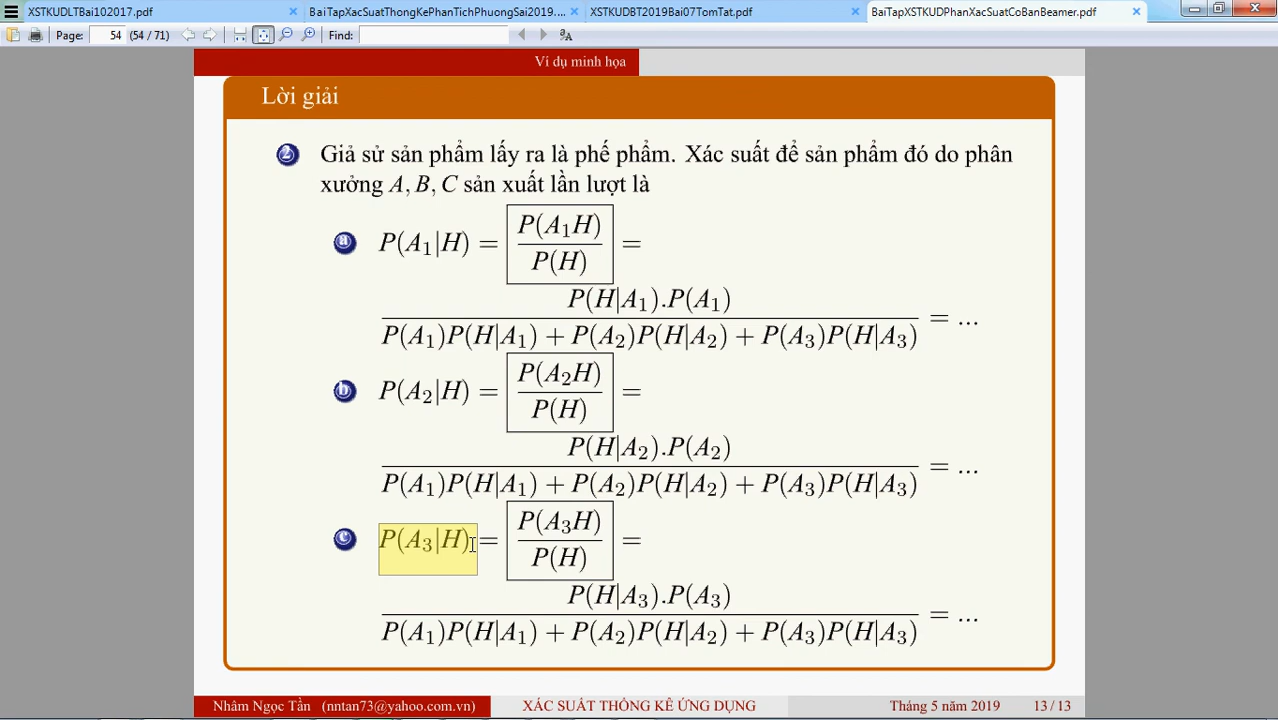 XSTKUDLTBai102017.pdf
BaiTapXacSuatThongKePhanTichPhuongSai2019....
XSTKUDBT2019Bai07TomTat.pdf
BaiTapXSTKUDPhanXacSuatCoBanBeamer.pdf
Page: 54 (54 / 71)
Find:
Ví dụ minh họa
Lời giải
2 Giả sử sản phẩm lấy ra là phế phẩm. Xác suất để sản phẩm đó do phân
xưởng A, B, C sản xuất lần lượt là
a P(A₁|H) = P(A₁H) / P(H) =
P(H|A₁).P(A₁) / P(A₁)P(H|A₁) + P(A₂)P(H|A₂) + P(A₃)P(H|A₃) = ...
b P(A₂|H) = P(A₂H) / P(H) =
P(H|A₂).P(A₂) / P(A₁)P(H|A₁) + P(A₂)P(H|A₂) + P(A₃)P(H|A₃) = ...
c P(A₃|H) = P(A₃H) / P(H) =
P(H|A₃).P(A₃) / P(A₁)P(H|A₁) + P(A₂)P(H|A₂) + P(A₃)P(H|A₃) = ...
Nhâm Ngọc Tần (nntan73@yahoo.com.vn)
XÁC SUẤT THỐNG KÊ ỨNG DỤNG
Tháng 5 năm 2019
13 / 13